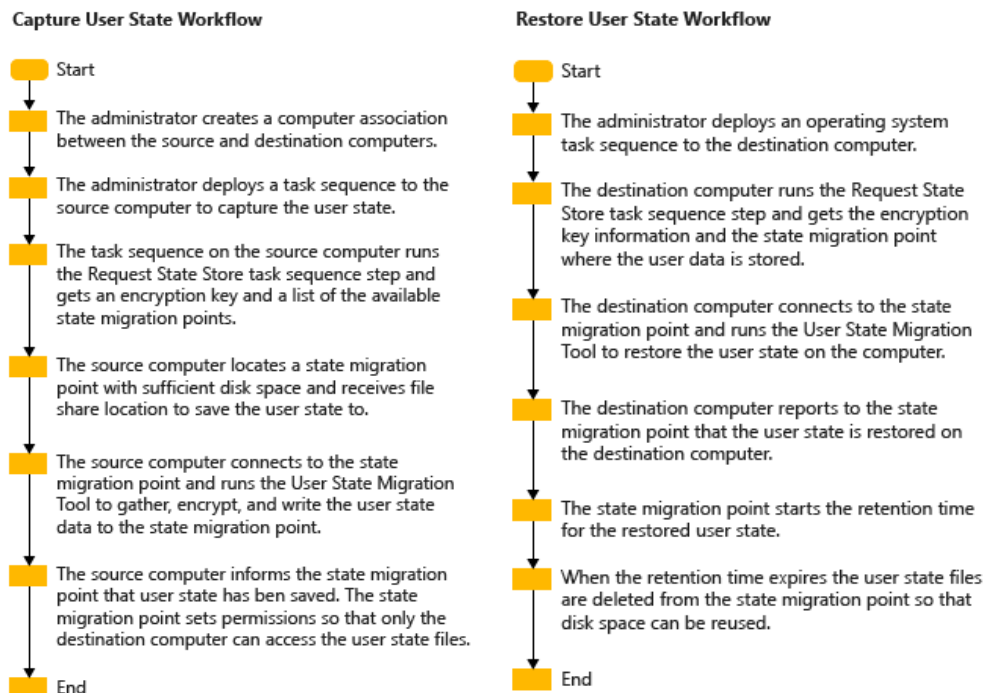 Capture User State Workflow
Start
The administrator creates a computer association
between the source and destination computers.
The administrator deploys a task sequence to the
source computer to capture the user state.
The task sequence on the source computer runs
the Request State Store task sequence step and
gets an encryption key and a list of the available
state migration points.
The source computer locates a state migration
point with sufficient disk space and receives file
share location to save the user state to.
The source computer connects to the state
migration point and runs the User State Migration
Tool to gather, encrypt, and write the user state
data to the state migration point.
The source computer informs the state migration
point that user state has ben saved. The state
migration point sets permissions so that only the
destination computer can access the user state files.
End
Restore User State Workflow
Start
The administrator deploys an operating system
task sequence to the destination computer.
The destination computer runs the Request State
Store task sequence step and gets the encryption
key information and the state migration point
where the user data is stored.
The destination computer connects to the state
migration point and runs the User State Migration
Tool to restore the user state on the computer.
The destination computer reports to the state
migration point that the user state is restored on
the destination computer.
The state migration point starts the retention time
for the restored user state.
When the retention time expires the user state files
are deleted from the state migration point so that
disk space can be reused.
End